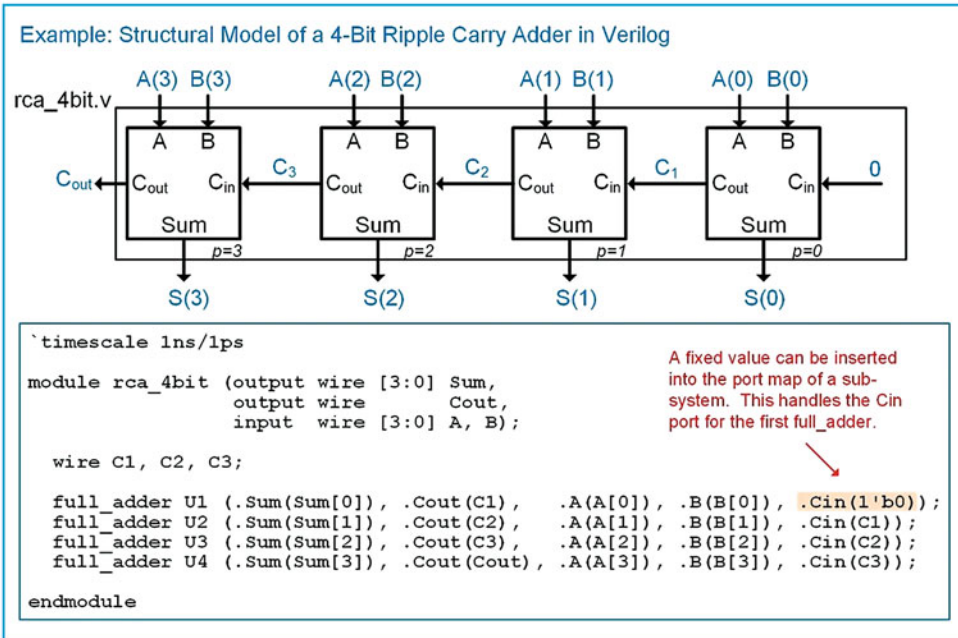 Example: Structural Model of a 4-Bit Ripple Carry Adder in Verilog
A(3) B(3) A(2) B(2) A(1) B(1) A(0) B(0)
rca_4bit.v
A B A B A B A B
Cout Cout Cin C3 Cout Cin C2 Cout Cin C1 Cout Cin 0
Sum Sum Sum Sum
p=3 p=2 p=1 p=0
S(3) S(2) S(1) S(0)
`timescale 1ns/1ps
module rca_4bit (output wire [3:0] Sum,
output wire Cout,
input wire [3:0] A, B);
A fixed value can be inserted
into the port map of a sub-
system. This handles the Cin
port for the first full_adder.
wire C1, C2, C3;
full_adder U1 (.Sum(Sum[0]), .Cout(C1), .A(A[0]), .B(B[0]), .Cin(1'b0));
full_adder U2 (.Sum(Sum[1]), .Cout(C2), .A(A[1]), .B(B[1]), .Cin(C1));
full_adder U3 (.Sum(Sum[2]), .Cout(C3), .A(A[2]), .B(B[2]), .Cin(C2));
full_adder U4 (.Sum(Sum[3]), .Cout(Cout), .A(A[3]), .B(B[3]), .Cin(C3));
endmodule